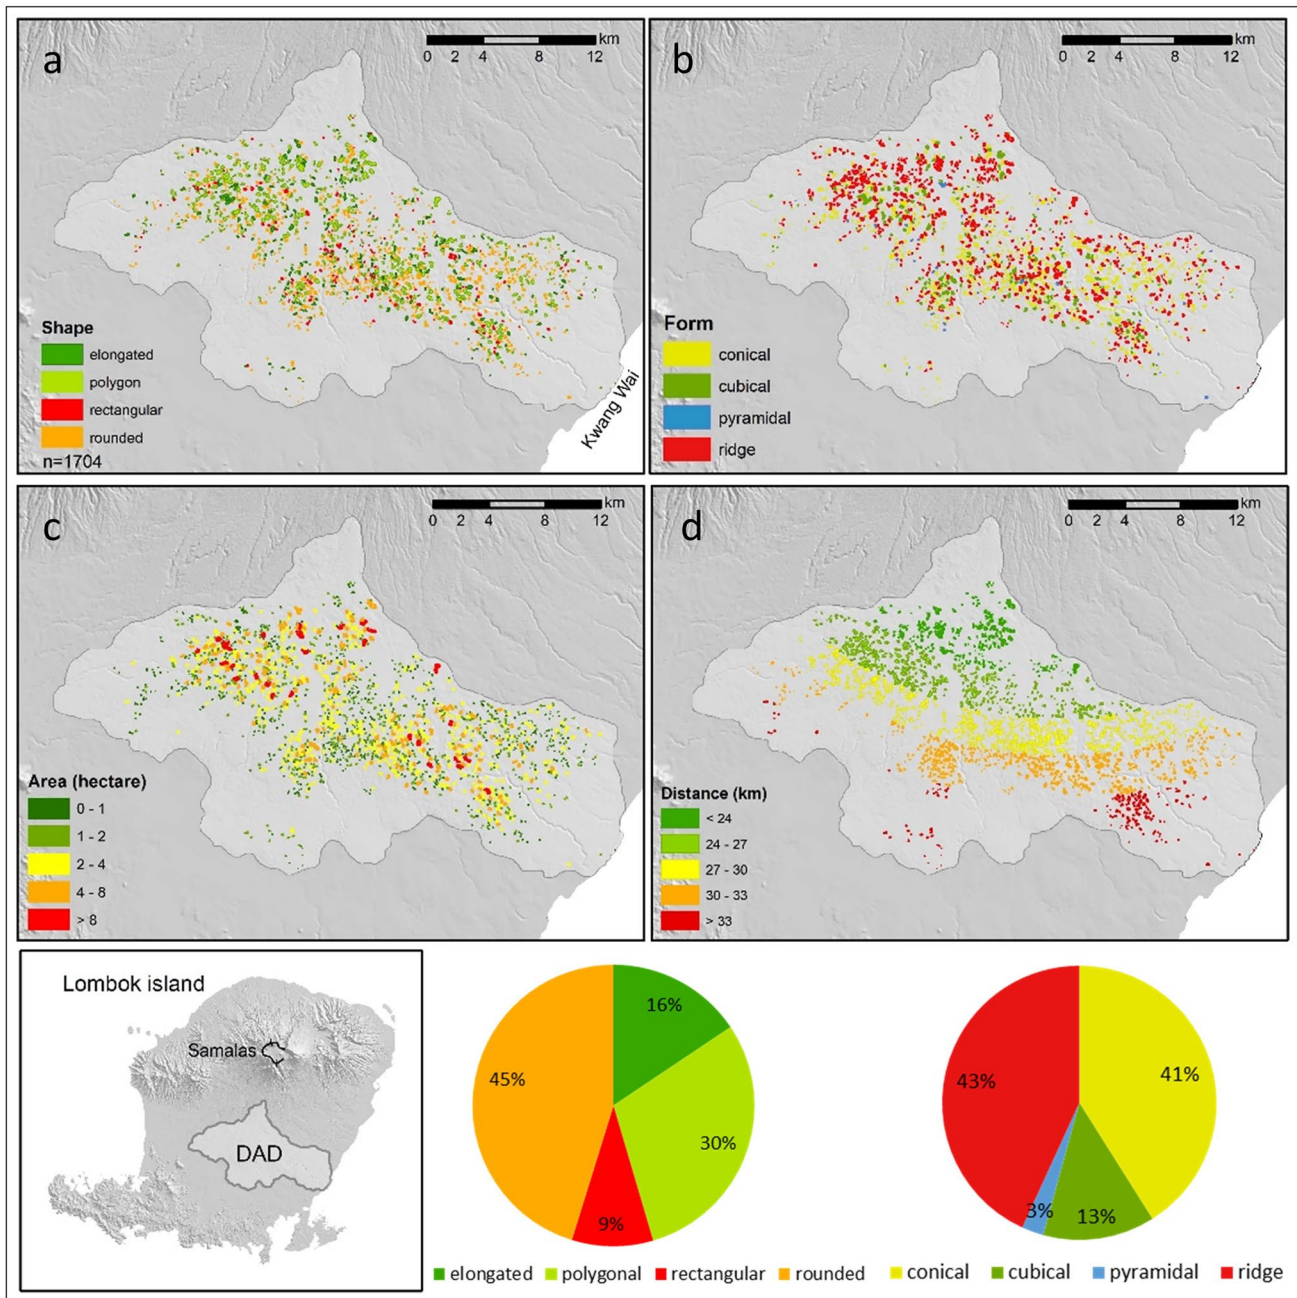 a
km
0 2 4 8 12
Shape
elongated
polygon
rectangular
rounded
n=1704
Kwang Wai
b
km
0 2 4 8 12
Form
conical
cubical
pyramidal
ridge
c
km
0 2 4 8 12
Area (hectare)
0 - 1
1 - 2
2 - 4
4 - 8
> 8
d
km
0 2 4 8 12
Distance (km)
< 24
24 - 27
27 - 30
30 - 33
> 33
Lombok island
Samalas
DAD
16%
45%
30%
9%
elongated polygonal rectangular rounded
43%
41%
3%
13%
conical cubical pyramidal ridge